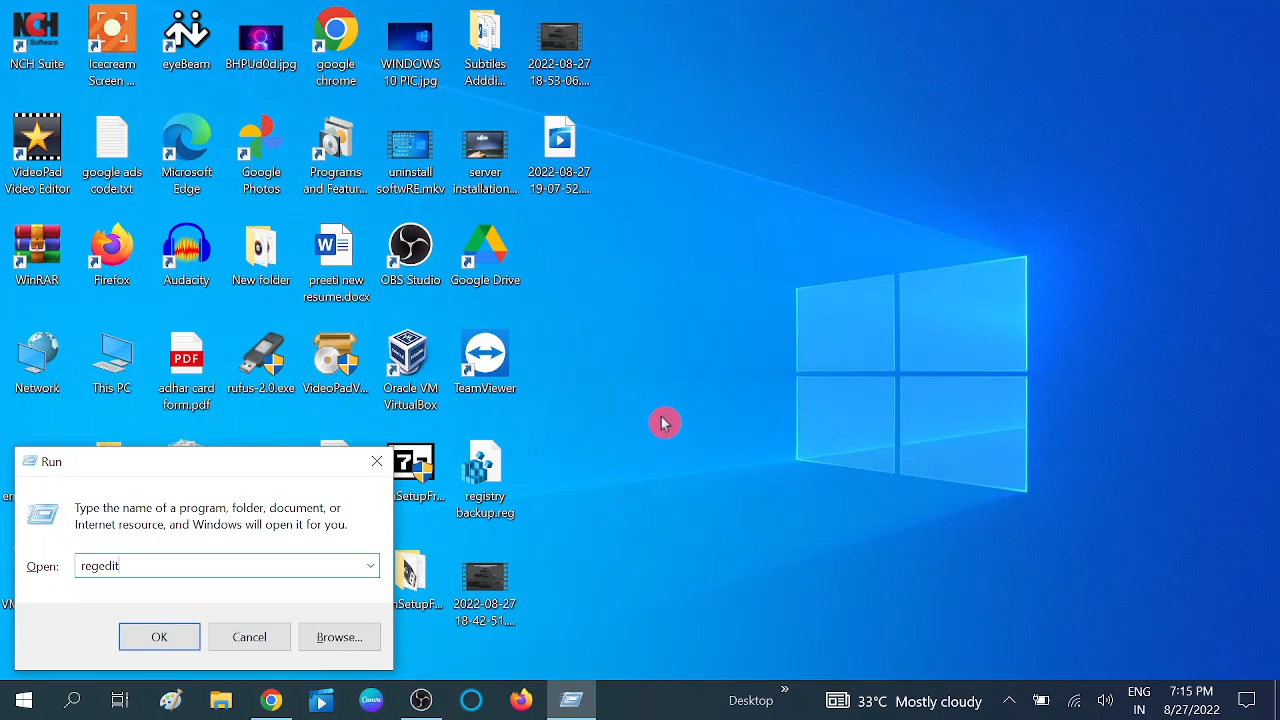 NCH Suite
Icecream
Screen ...
eyeBeam
BHPUd0d.jpg
google
chrome
WINDOWS
10 PIC.jpg
Subtiles
Adddi...
2022-08-27
18-53-06....
VideoPad
Video Editor
google ads
code.txt
Microsoft
Edge
Google
Photos
Programs
and Featur...
uninstall
softwRE.mkv
server
installation...
2022-08-27
19-07-52....
WinRAR
Firefox
Audacity
New folder
preeti new
resume.docx
OBS Studio
Google Drive
Network
This PC
PDF
adhar card
form.pdf
rufus-2.0.exe
VideoPadV...
Oracle VM
VirtualBox
TeamViewer
registry
backup.reg
2022-08-27
18-42-51....
Run
Type the name of a program, folder, document, or
Internet resource, and Windows will open it for you.
Open:
regedit
OK
Cancel
Browse...
Desktop
33°C Mostly cloudy
ENG
IN
7:15 PM
8/27/2022